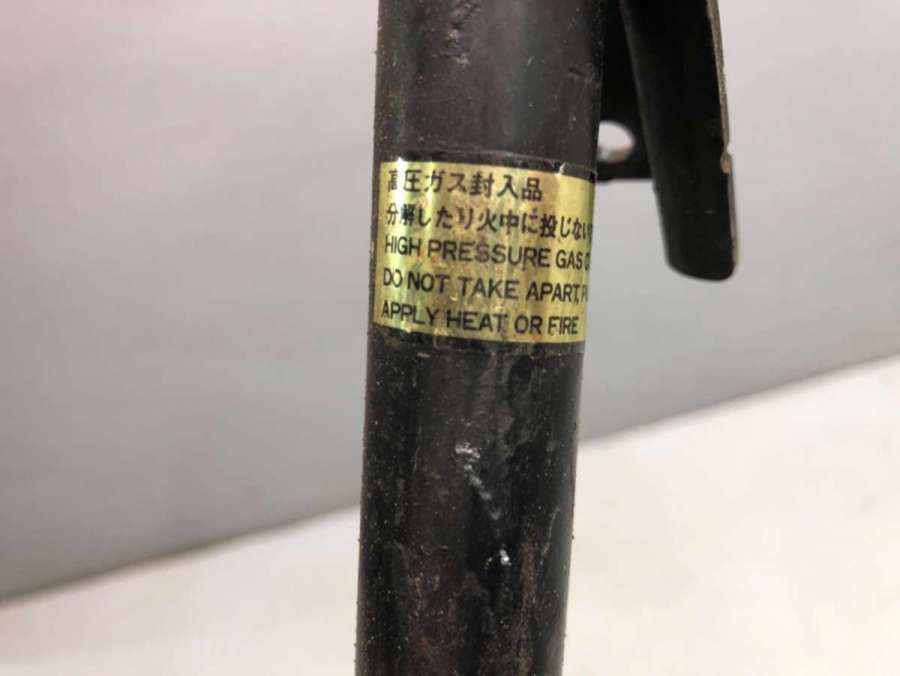 高圧ガス封入品
分解したり火中に投じない
HIGH PRESSURE GAS
DO NOT TAKE APART,
APPLY HEAT OR FIRE